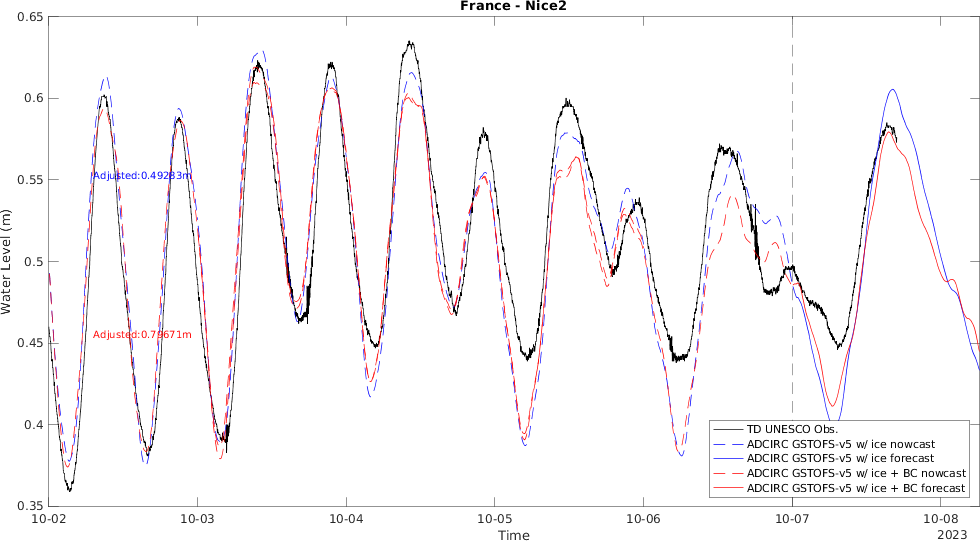 France - Nice2
0.65
0.6
0.55
0.5
0.45
0.4
0.35
Water Level (m)
Adjusted:0.49283m
Adjusted:0.79671m
TD UNESCO Obs.
ADCIRC GSTOFS-v5 w/ ice nowcast
ADCIRC GSTOFS-v5 w/ ice forecast
ADCIRC GSTOFS-v5 w/ ice + BC nowcast
ADCIRC GSTOFS-v5 w/ ice + BC forecast
10-02 10-03 10-04 10-05 10-06 10-07 10-08
Time
2023